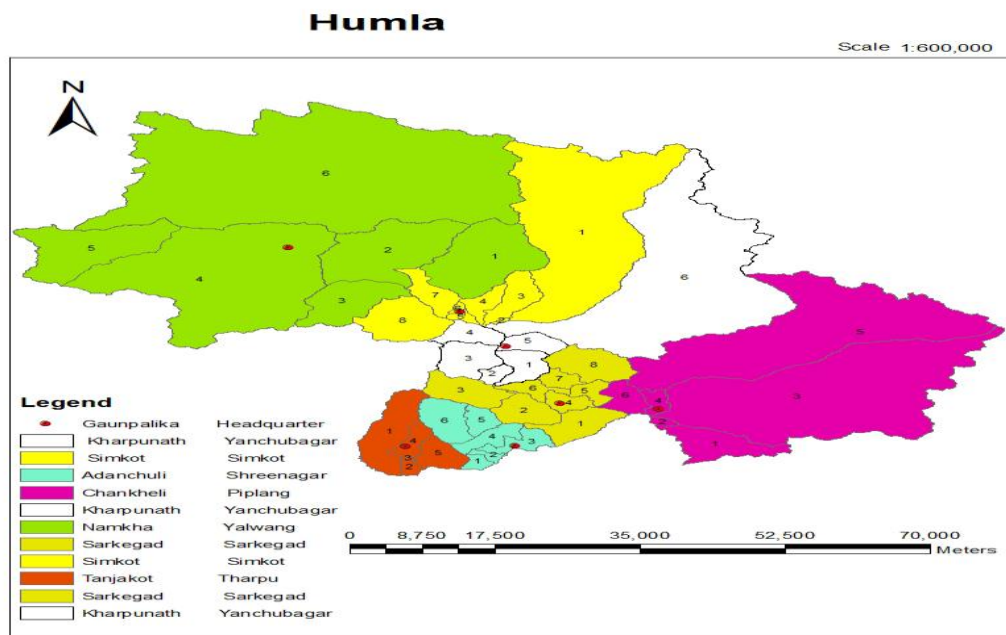 Humla
Scale 1:600,000
N
6
1
5
2
1
6
4
3
7
4
3
8
2
5
4
5
5
3
1
2
8
7
3
6
5
6
4
3
4
2
2
6
5
1
1
4
1
4
3
3
5
2
2
1
Legend
Gaunpalika Headquarter
Kharpunath Yanchubagar
Simkot Simkot
Adanchuli Shreenagar
Chankheli Piplang
Kharpunath Yanchubagar
Namkha Yalwang
Sarkegad Sarkegad
Simkot Simkot
Tanjakot Tharpu
Sarkegad Sarkegad
Kharpunath Yanchubagar
0 8,750 17,500 35,000 52,500 70,000
Meters